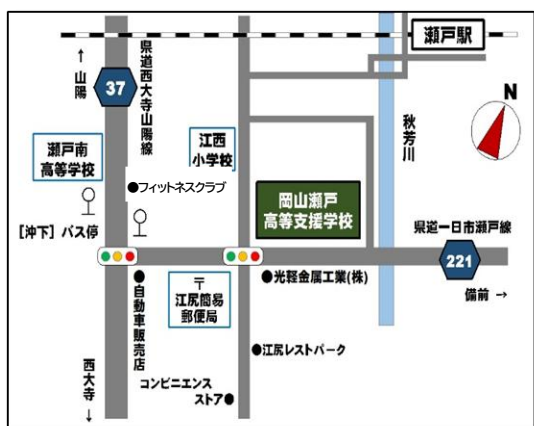 瀬戸駅
↑山陽
37
県道西大寺山陽線
N
瀬戸南
高等学校
江西
小学校
秋芳川
●フィットネスクラブ
岡山瀬戸
高等支援学校
[沖下] バス停
県道一日市瀬戸線
221
備前 →
●自動車販売店
〒
江尻簡易
郵便局
●光軽金属工業(株)
●江尻レストパーク
西大寺↓
コンビニエンス
ストア●